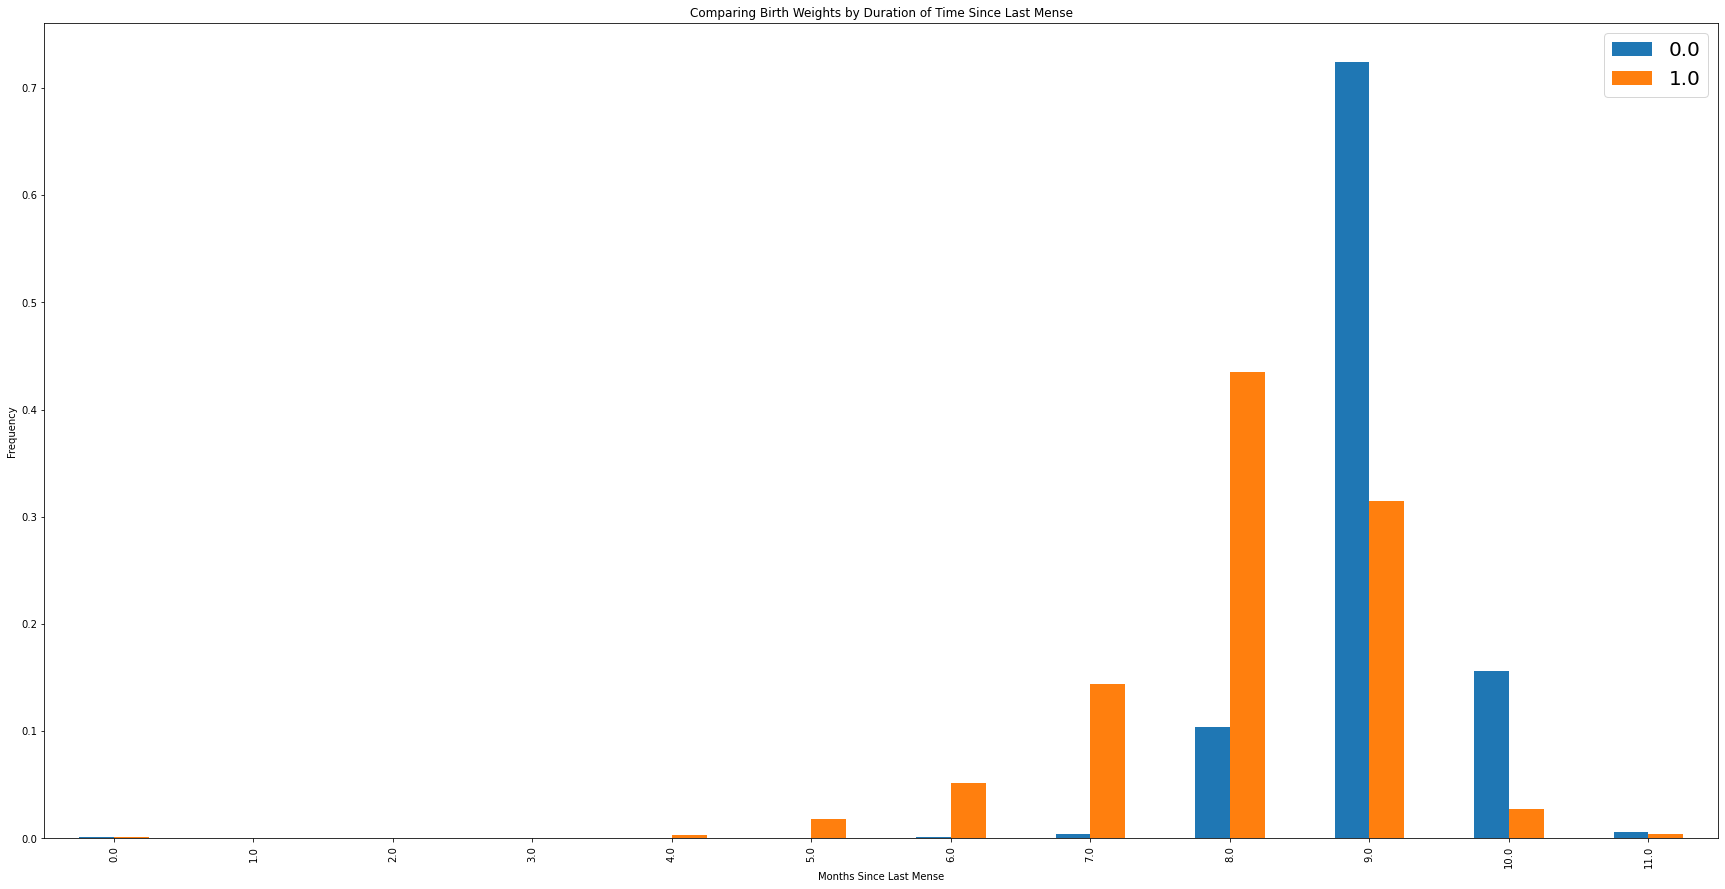 Comparing Birth Weights by Duration of Time Since Last Mense
0.0
1.0
0.7
0.6
0.5
0.4
0.3
0.2
0.1
0.0
Frequency
0.0 1.0 2.0 3.0 4.0 5.0 6.0 7.0 8.0 9.0 10.0 11.0
Months Since Last Mense